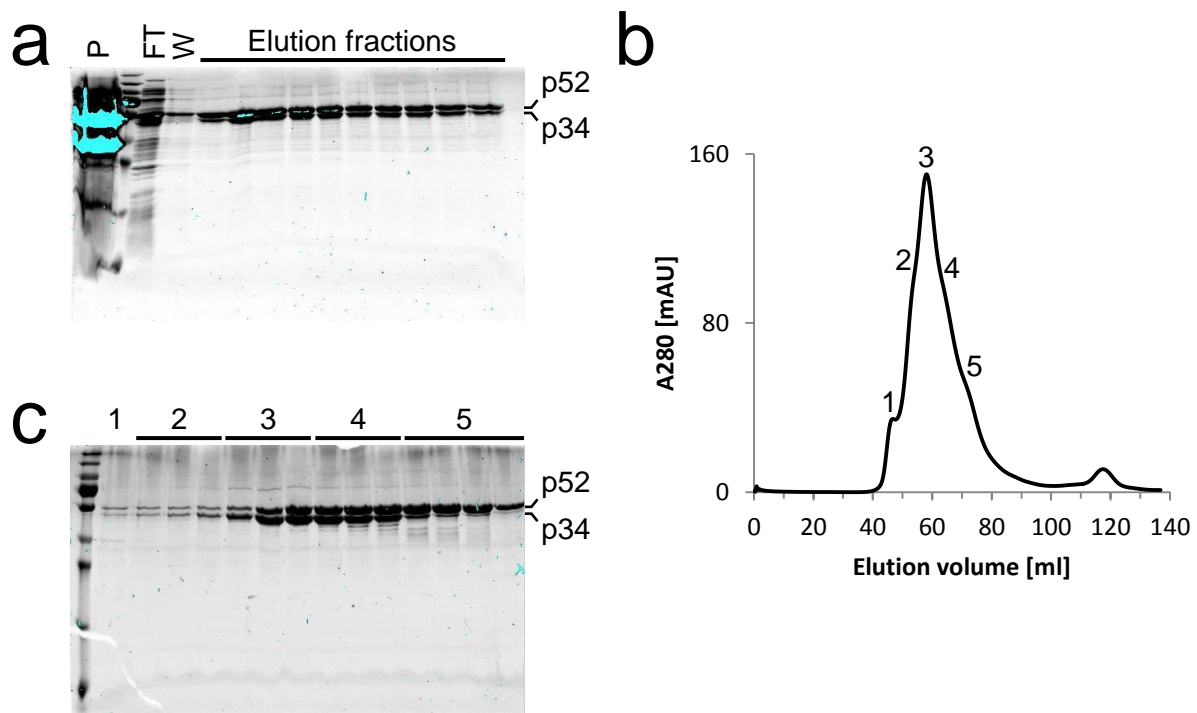 a
P
FT
W
Elution fractions
p52
p34
b
160
80
0
A280 [mAU]
1
2
3
4
5
0 20 40 60 80 100 120 140
Elution volume [ml]
c
1 2 3 4 5
p52
p34